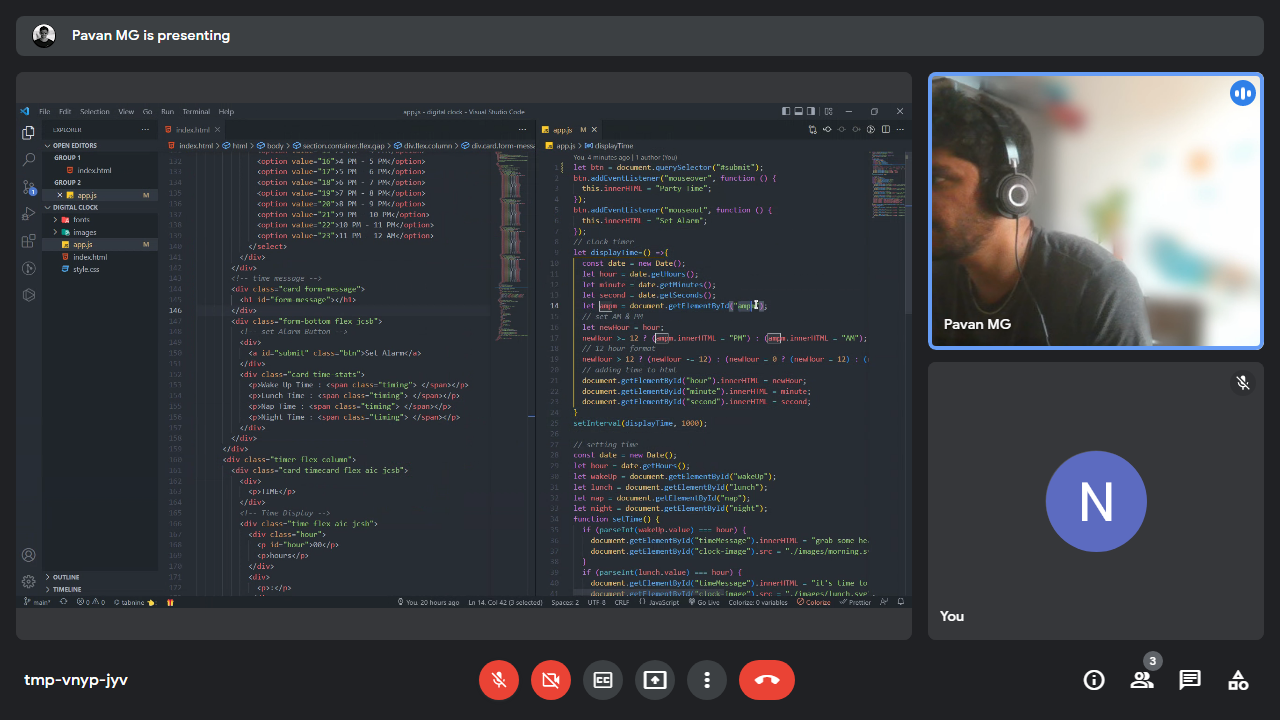 Pavan MG is presenting
File Edit Selection View Go Run Terminal Help
app.js - digital clock - Visual Studio Code
EXPLORER
OPEN EDITORS
GROUP 1
index.html
GROUP 2
app.js M
DIGITAL CLOCK
fonts
images
app.js M
index.html
style.css
OUTLINE
TIMELINE
index.html
index.html > html > body > section.container.flex.gap > div.flex.column > div.card.form-messa
132 <option value="16">4 PM - 5 PM</option>
133 <option value="17">5 PM - 6 PM</option>
134 <option value="18">6 PM - 7 PM</option>
135 <option value="19">7 PM - 8 PM</option>
136 <option value="20">8 PM - 9 PM</option>
137 <option value="21">9 PM - 10 PM</option>
138 <option value="22">10 PM - 11 PM</option>
139 <option value="23">11 PM - 12 AM</option>
140 </select>
141 </div>
142 </div>
143 <!-- time message -->
144 <div class="card form-message">
145 <h1 id="form message"></h1>
146 </div>
147 <div class="form-bottom flex jcsb">
148 <!-- set Alarm Button -->
149 <div>
150 <a id="submit" class="btn">Set Alarm</a>
151 </div>
152 <div class="card time-stats">
153 <p>Wake Up Time : <span class="timing"> </span></p>
154 <p>Lunch Time : <span class="timing"> </span></p>
155 <p>Nap Time : <span class="timing"> </span></p>
156 <p>Night Time : <span class="timing"> </span></p>
157 </div>
158 </div>
159 </div>
160 <div class="timer flex column">
161 <div class="card timecard flex aic jcsb">
162 <div>
163 <p>TIME</p>
164 </div>
165 <!-- Time Display -->
166 <div class="time flex aic jcsb">
167 <div class="hour">
168 <p id="hour">00</p>
169 <p>hours</p>
170 </div>
171 <div>
172 <p>:</p>
app.js M
app.js > displayTime
You, 4 minutes ago | 1 author (You)
1 let btn = document.querySelector("#submit");
2 btn.addEventListener("mouseover", function () {
3 this.innerHTML = "Party Time";
4 });
5 btn.addEventListener("mouseout", function () {
6 this.innerHTML = "Set Alarm";
7 });
8 // clock timer
9 let displayTime=() =>{
10 const date = new Date();
11 let hour = date.getHours();
12 let minute = date.getMinutes();
13 let second = date.getSeconds();
14 let ampm = document.getElementById("ampm");
15 // set AM & PM
16 let newHour = hour;
17 newHour >= 12 ? (ampm.innerHTML = "PM") : (ampm.innerHTML = "AM");
18 // 12 hour format
19 newHour > 12 ? (newHour -= 12) : (newHour = 0 ? (newHour = 12) : (
20 // adding time to html
21 document.getElementById("hour").innerHTML = newHour;
22 document.getElementById("minute").innerHTML = minute;
23 document.getElementById("second").innerHTML = second;
24 }
25 setInterval(displayTime, 1000);
26
27 // setting time
28 const date = new Date();
29 let hour = date.getHours();
30 let wakeUp = document.getElementById("wakeUp");
31 let lunch = document.getElementById("lunch");
32 let nap = document.getElementById("nap");
33 let night = document.getElementById("night");
34 function setTime() {
35 if (parseInt(wakeUp.value) === hour) {
36 document.getElementById("timeMessage").innerHTML = "grab some he
37 document.getElementById("clock-image").src = "./images/morning.sv
38 }
39 if (parseInt(lunch.value) === hour) {
40 document.getElementById("timeMessage").innerHTML = "it's time to
41 document.getElementById("clock-image").src = "./images/lunch.svg
main* 0 0 tabnine You, 20 hours ago Ln 14, Col 42 (3 selected) Spaces: 2 UTF-8 CRLF {} JavaScript Go Live Colorize: 0 variables Colorize Prettier
1
Pavan MG
N
You
tmp-vnyp-jyv
CC
3